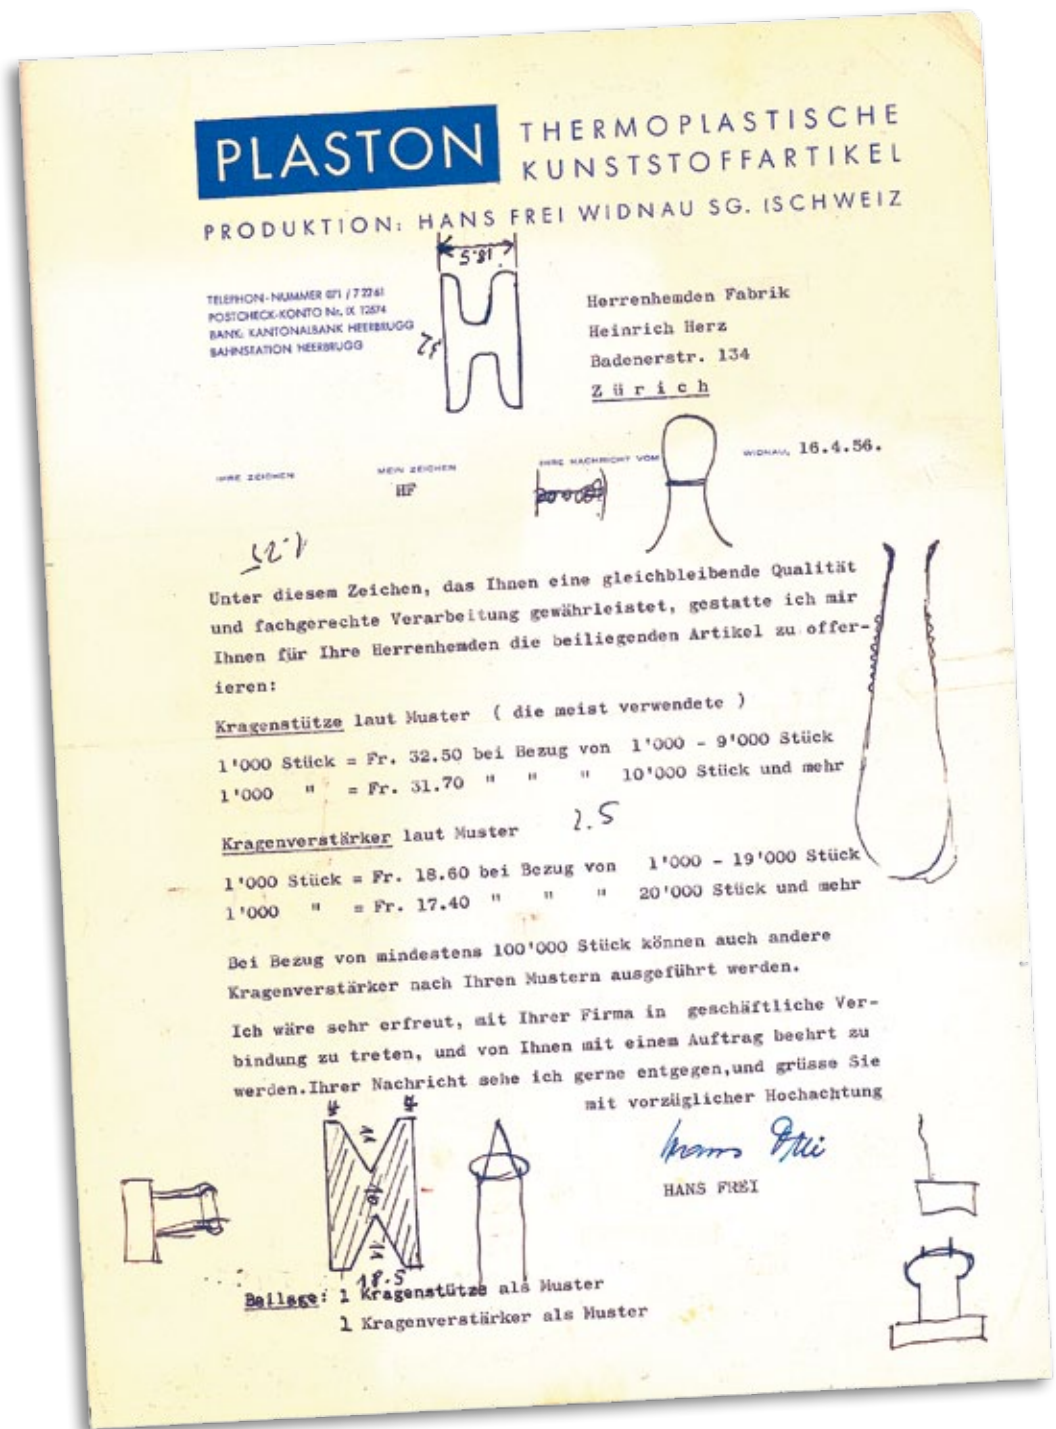 PLASTON
THERMOPLASTISCHE
KUNSTSTOFFARTIKEL
PRODUKTION: HANS FREI WIDNAU SG. (SCHWEIZ
18.5
TELEPHON-NUMMER 071 / 7 22 61
POSTCHECK-KONTO Nr. IX 12574
BANK: KANTONALBANK HEERBRUGG
BAHNSTATION HEERBRUGG
Herrenhemden Fabrik
Heinrich Herz
Badenerstr. 134
Zürich
IHRE ZEICHEN
MEIN ZEICHEN
IHRE NACHRICHT VOM
WIDNAU, 16.4.56.
HF
Unter diesem Zeichen, das Ihnen eine gleichbleibende Qualität
und fachgerechte Verarbeitung gewährleistet, gestatte ich mir
Ihnen für Ihre Herrenhemden die beiliegenden Artikel zu offer-
ieren:
Kragenstütze laut Muster ( die meist verwendete )
1'000 Stück = Fr. 32.50 bei Bezug von 1'000 - 9'000 Stück
1'000 " = Fr. 31.70 " " " 10'000 Stück und mehr
2.5
Kragenverstärker laut Muster
1'000 Stück = Fr. 18.60 bei Bezug von 1'000 - 19'000 Stück
1'000 " = Fr. 17.40 " " " 20'000 Stück und mehr
Bei Bezug von mindestens 100'000 Stück können auch andere
Kragenverstärker nach Ihren Mustern ausgeführt werden.
Ich wäre sehr erfreut, mit Ihrer Firma in geschäftliche Ver-
bindung zu treten, und von Ihnen mit einem Auftrag beehrt zu
werden.Ihrer Nachricht sehe ich gerne entgegen,und grüsse Sie
mit vorzüglicher Hochachtung
Hans Frei
HANS FREI
18.5
Beilage: 1 Kragenstütze als Muster
1 Kragenverstärker als Muster